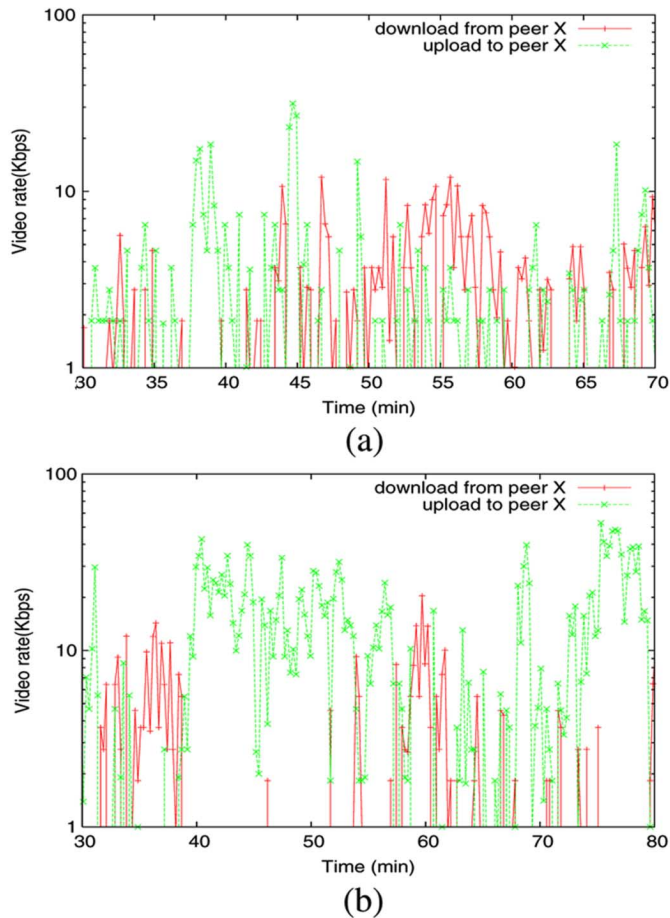 100
download from peer X
upload to peer X
Video rate(Kbps)
10
1
30 35 40 45 50 55 60 65 70
Time (min)
(a)
100
download from peer X
upload to peer X
Video rate(Kbps)
10
1
30 40 50 60 70 80
Time (min)
(b)